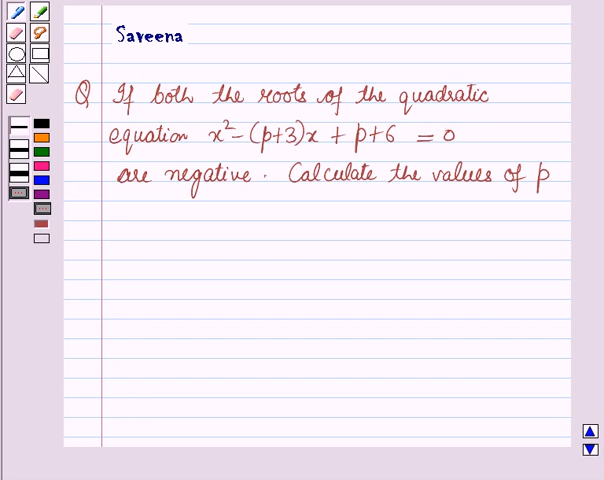 Saveena
Q If both the roots of the quadratic
equation x² - (p+3)x + p+6 = 0
are negative. Calculate the values of p